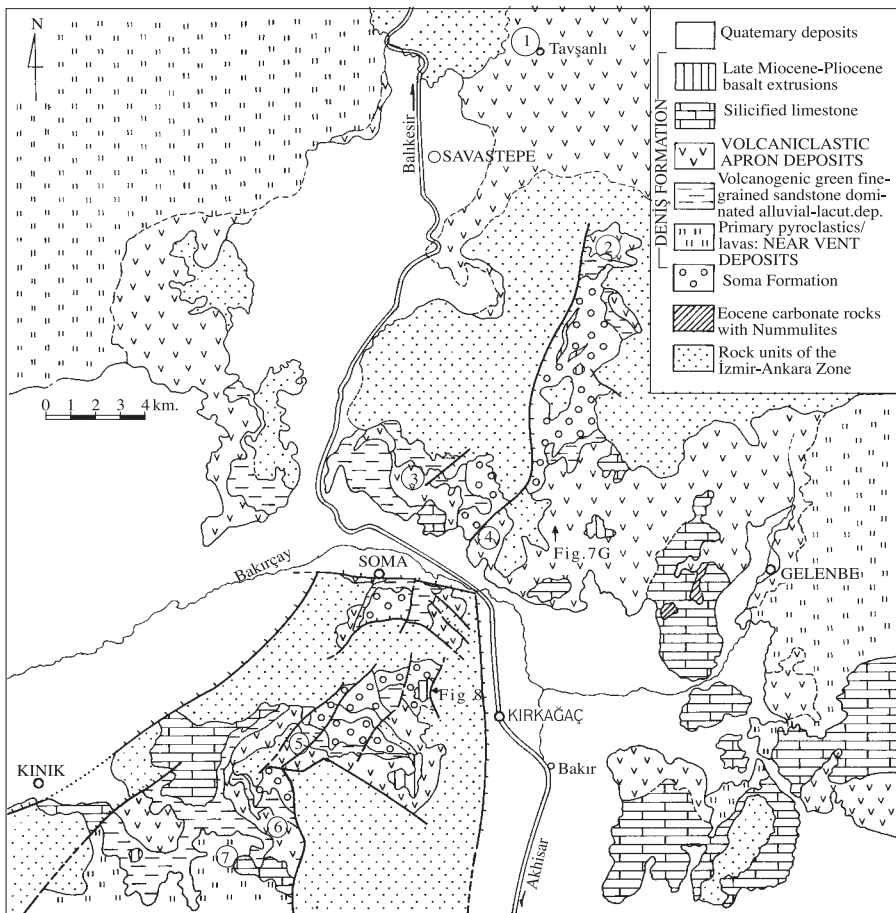 N
1
Tavşanlı
Balıkesir
SAVASTEPE
2
0 1 2 3 4 km.
3
4
Fig.7G
Bakırçay
SOMA
GELENBE
Fig 8
KIRKAĞAÇ
5
KINIK
Bakır
6
7
Akhisar
Quaternary deposits
DENİŞ FORMATION
Late Miocene-Pliocene
basalt extrusions
Silicified limestone
VOLCANICLASTIC
APRON DEPOSITS
Volcanogenic green fine-
grained sandstone domi-
nated alluvial-lacut.dep.
Primary pyroclastics/
lavas: NEAR VENT
DEPOSITS
Soma Formation
Eocene carbonate rocks
with Nummulites
Rock units of the
İzmir-Ankara Zone